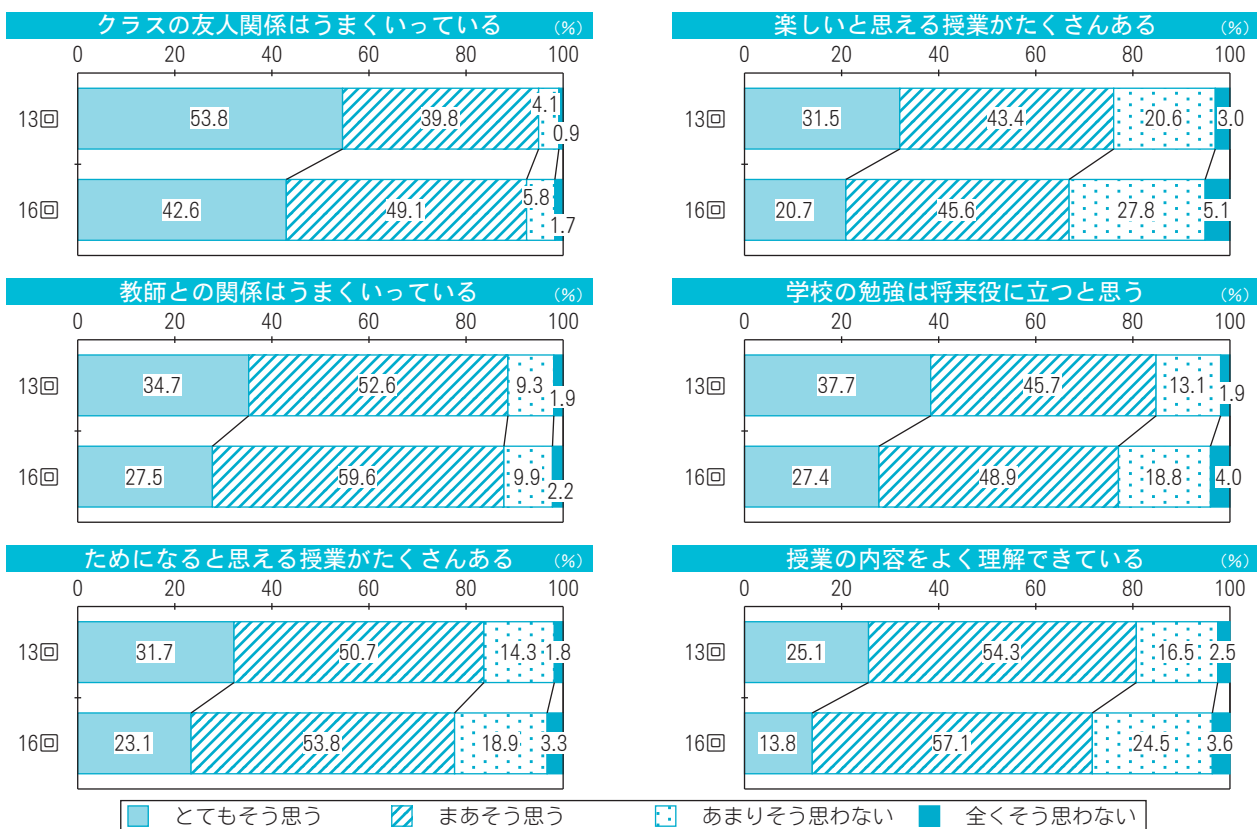 クラスの友人関係はうまくいっている (%)
0 20 40 60 80 100
13回 53.8 39.8 4.1 0.9
16回 42.6 49.1 5.8 1.7
楽しいと思える授業がたくさんある (%)
0 20 40 60 80 100
13回 31.5 43.4 20.6 3.0
16回 20.7 45.6 27.8 5.1
教師との関係はうまくいっている (%)
0 20 40 60 80 100
13回 34.7 52.6 9.3 1.9
16回 27.5 59.6 9.9 2.2
学校の勉強は将来役に立つと思う (%)
0 20 40 60 80 100
13回 37.7 45.7 13.1 1.9
16回 27.4 48.9 18.8 4.0
ためになると思える授業がたくさんある (%)
0 20 40 60 80 100
13回 31.7 50.7 14.3 1.8
16回 23.1 53.8 18.9 3.3
授業の内容をよく理解できている (%)
0 20 40 60 80 100
13回 25.1 54.3 16.5 2.5
16回 13.8 57.1 24.5 3.6
とてもそう思う まあそう思う あまりそう思わない 全くそう思わない